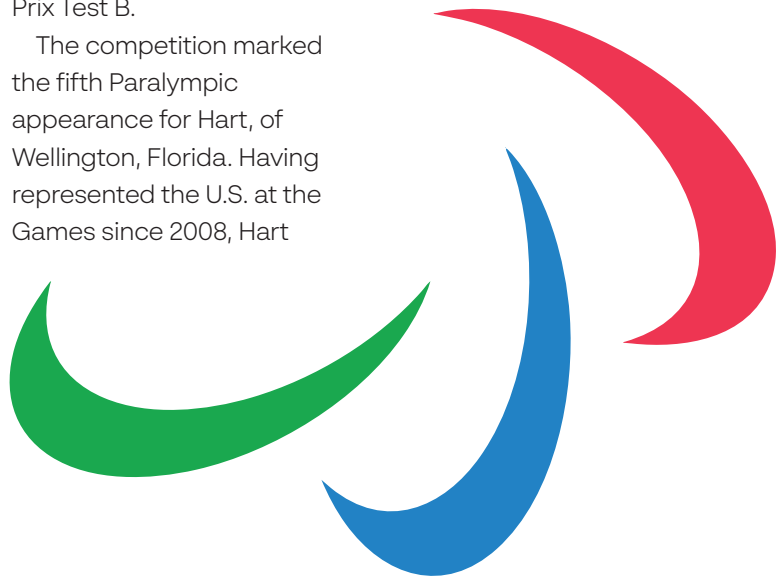 Prix Test B.
The competition marked
the fifth Paralympic
appearance for Hart, of
Wellington, Florida. Having
represented the U.S. at the
Games since 2008, Hart